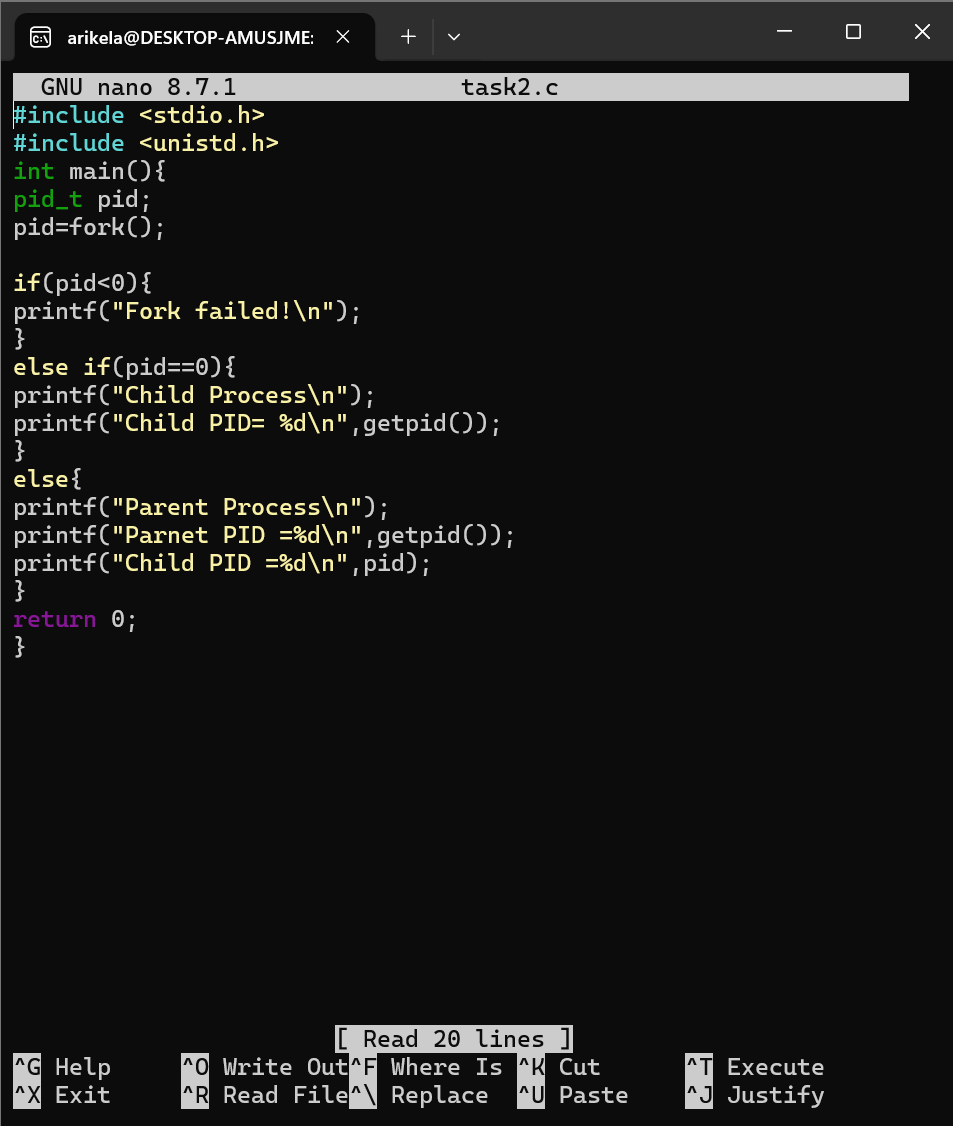 arikela@DESKTOP-AMUSJME:
GNU nano 8.7.1 task2.c
#include <stdio.h>
#include <unistd.h>
int main(){
pid_t pid;
pid=fork();
if(pid<0){
printf("Fork failed!\n");
}
else if(pid==0){
printf("Child Process\n");
printf("Child PID= %d\n",getpid());
}
else{
printf("Parent Process\n");
printf("Parnet PID =%d\n",getpid());
printf("Child PID =%d\n",pid);
}
return 0;
}
[ Read 20 lines ]
^G Help ^O Write Out ^F Where Is ^K Cut ^T Execute
^X Exit ^R Read File ^\ Replace ^U Paste ^J Justify